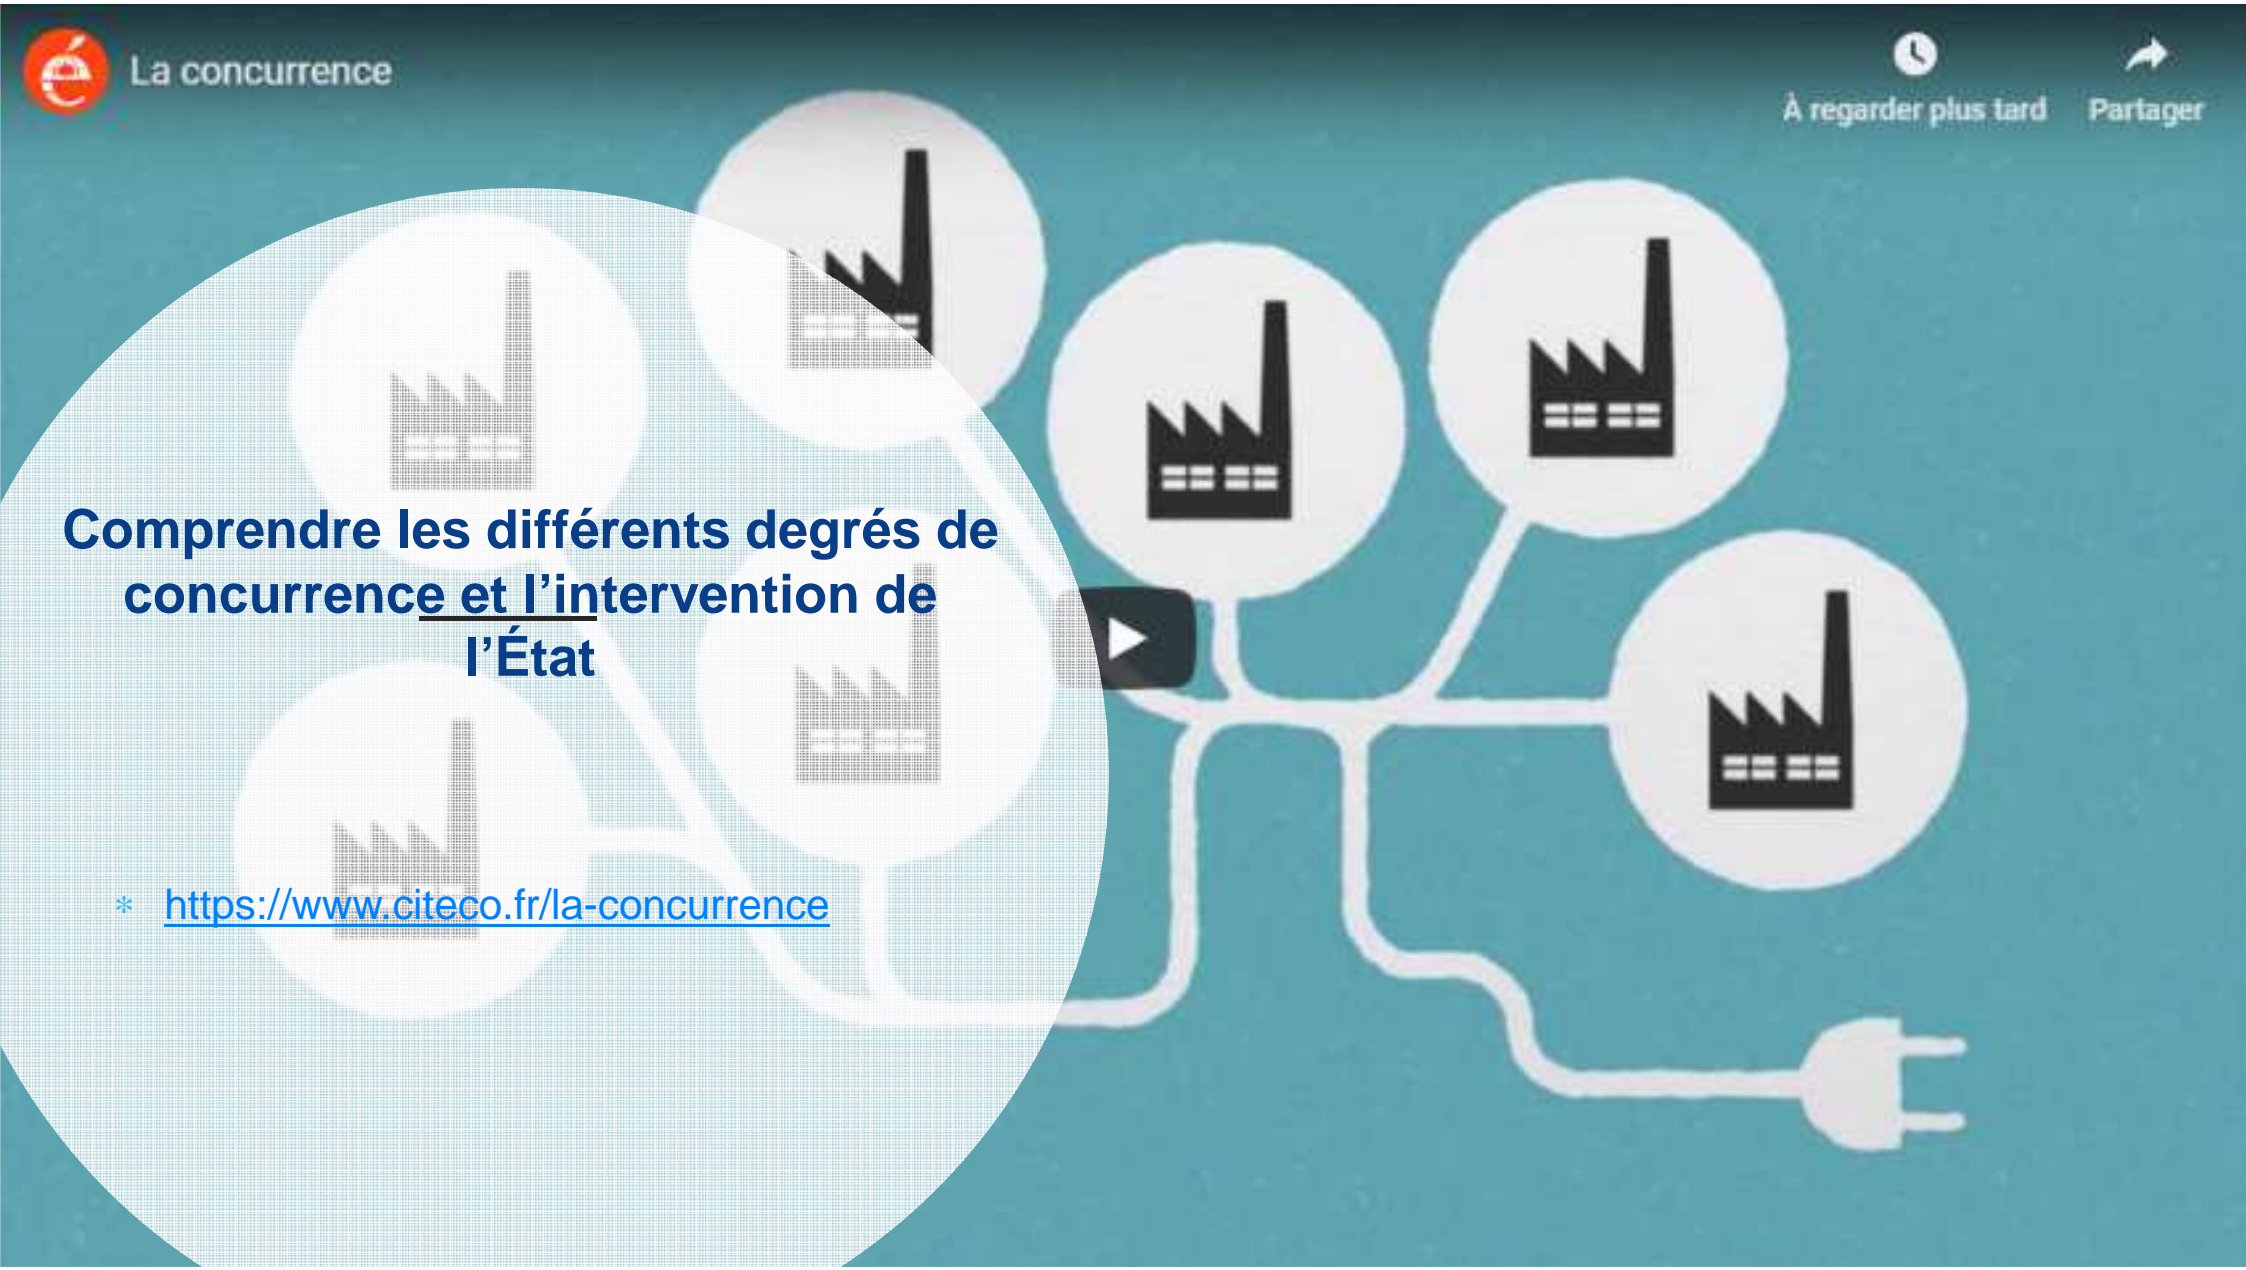 La concurrence
À regarder plus tard
Partager
Comprendre les différents degrés de
concurrence et l’intervention de
l’État
* https://www.citeco.fr/la-concurrence